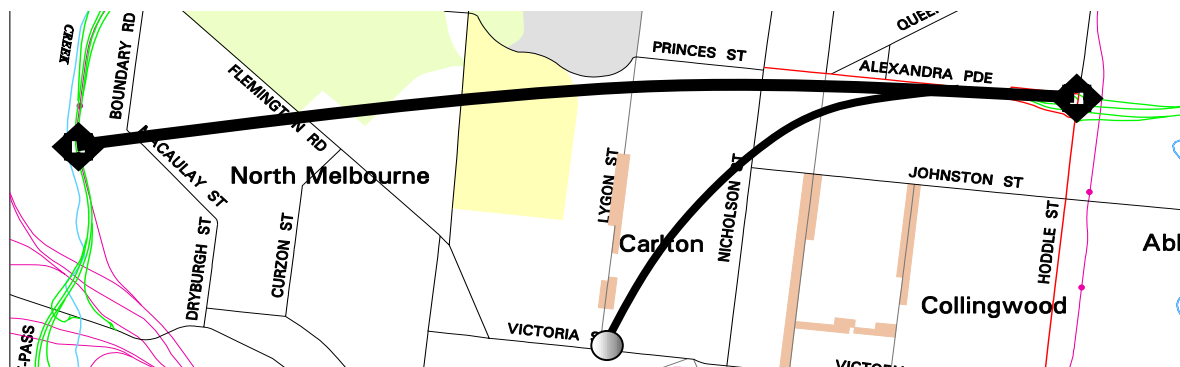 CREEK
BOUNDARY RD
FLEMINGTON RD
MACAULAY ST
North Melbourne
DRYBURGH ST
CURZON ST
-PASS
PRINCES ST
ALEXANDRA PDE
LYGON ST
NICHOLSON ST
Carlton
JOHNSTON ST
HODDLE ST
Collingwood
VICTORIA